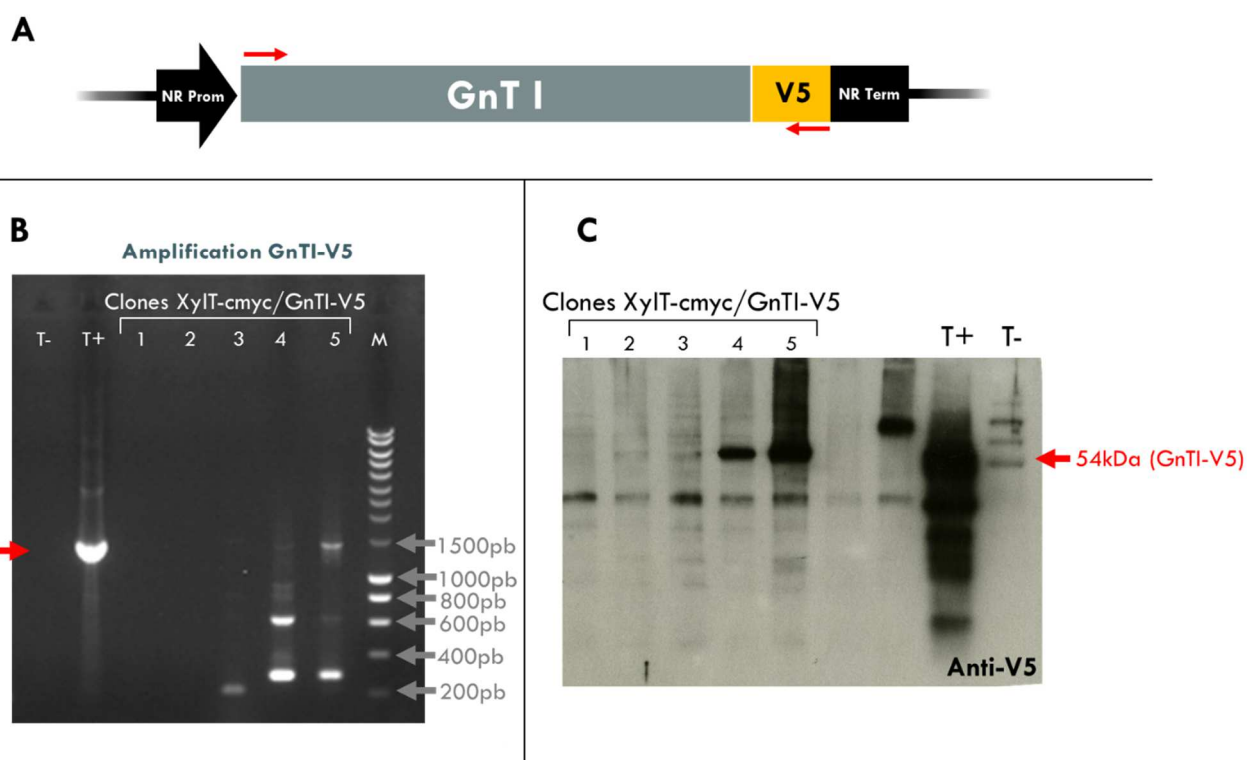 A
NR Prom
GnT I
V5
NR Term
B
Amplification GnTI-V5
Clones XylT-cmyc/GnTI-V5
T- T+ 1 2 3 4 5 M
1500pb
1000pb
800pb
600pb
400pb
200pb
C
Clones XylT-cmyc/GnTI-V5
1 2 3 4 5 T+ T-
54kDa (GnTI-V5)
Anti-V5